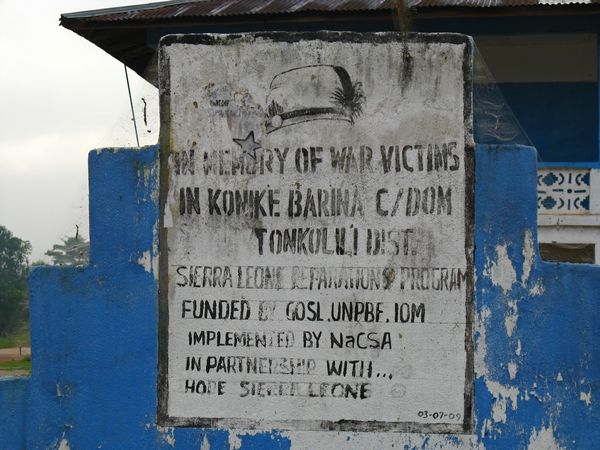 IN MEMORY OF WAR VICTIMS
IN KONIKE BARINA C/DOM
TONKOLILI DIST.
SIERRA LEONE REPARATIONS PROGRAM
FUNDED BY GOSL.UNPBF.IOM
IMPLEMENTED BY NaCSA
IN PARTNERSHIP WITH...
HOPE SIERRA LEONE
03-07-09